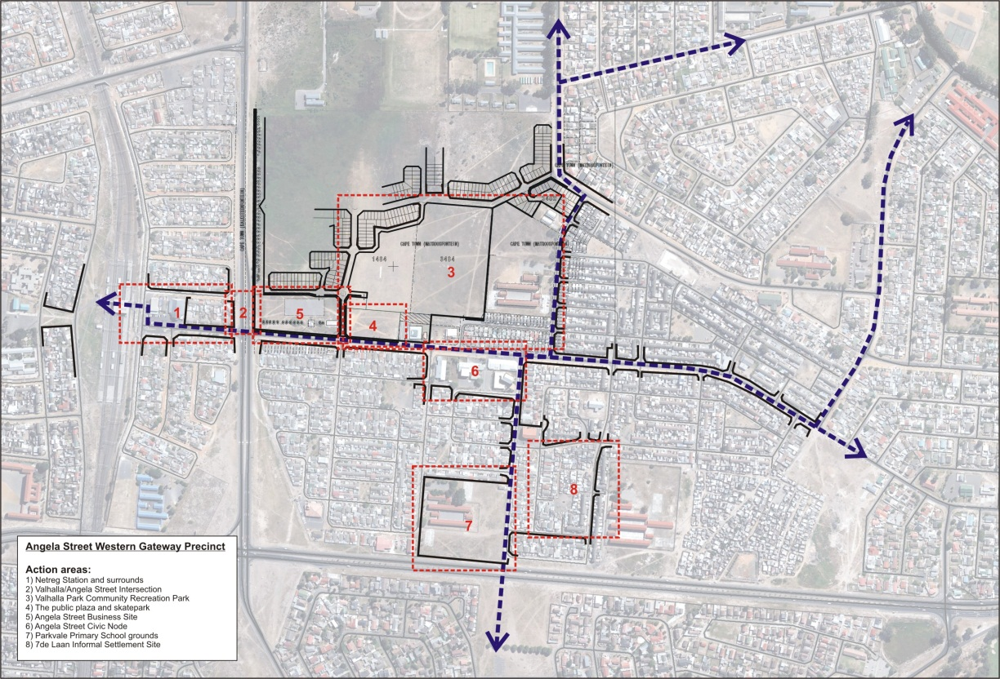 CAPE TOWN (MATROOSFONTEIN)
CAPE TOWN (MATROOSFONTEIN)
CAPE TOWN (MATROOSFONTEIN)
1484
8484
3
1
2
5
4
6
8
7
Angela Street Western Gateway Precinct
Action areas:
1) Netreg Station and surrounds
2) Valhalla/Angela Street Intersection
3) Valhalla Park Community Recreation Park
4) The public plaza and skatepark
5) Angela Street Business Site
6) Angela Street Civic Node
7) Parkvale Primary School grounds
8) 7de Laan Informal Settlement Site